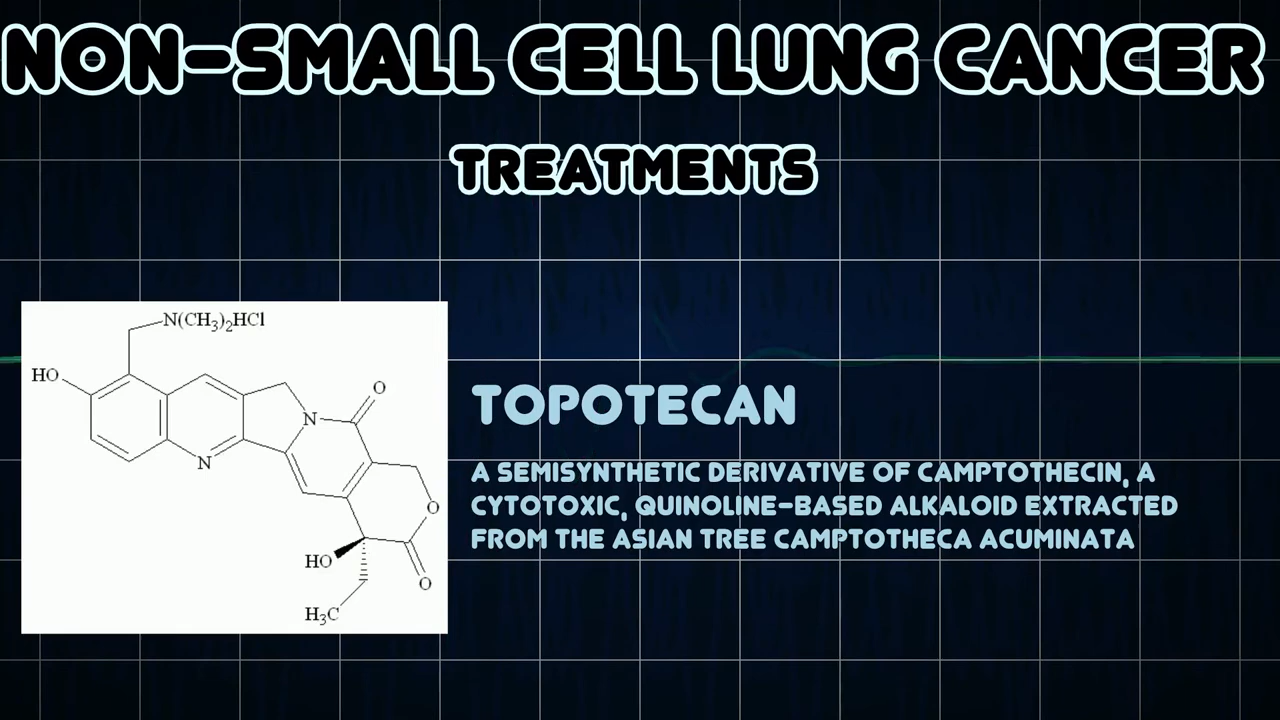 NON-SMALL CELL LUNG CANCER
TREATMENTS
N(CH₃)₂HCl
HO
O
N
N
O
HO
O
H₃C
TOPOTECAN
A SEMISYNTHETIC DERIVATIVE OF CAMPTOTHECIN, A
CYTOTOXIC, QUINOLINE-BASED ALKALOID EXTRACTED
FROM THE ASIAN TREE CAMPTOTHECA ACUMINATA